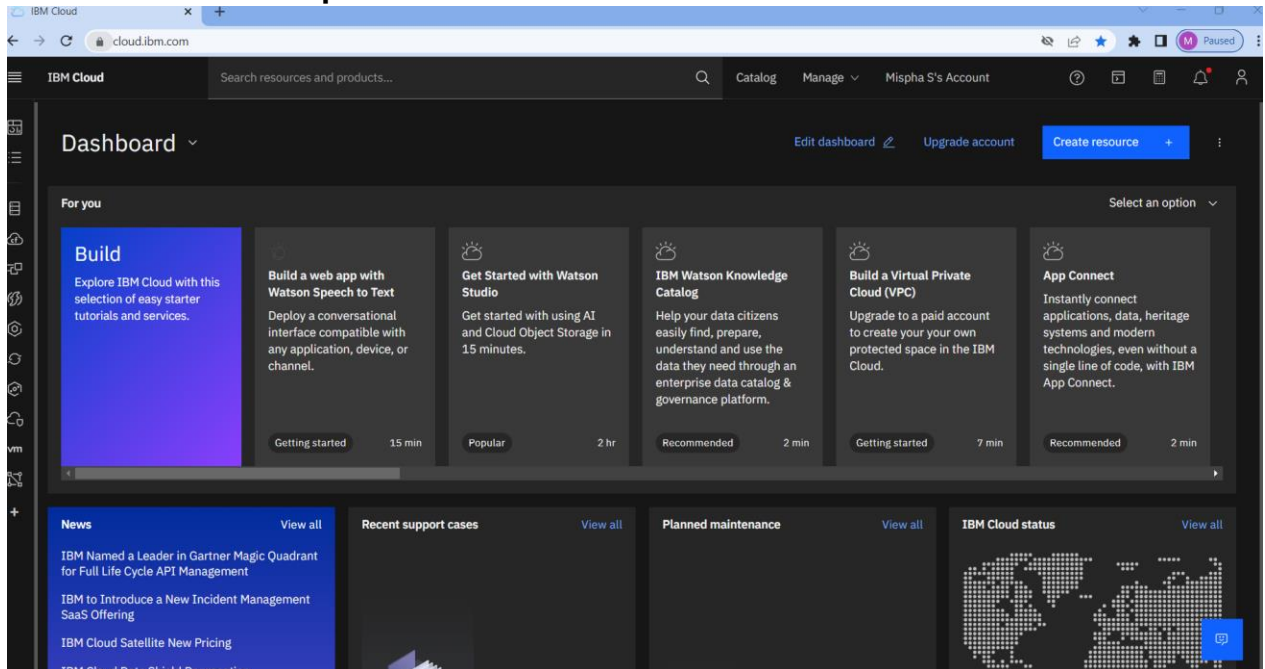 IBM Cloud
cloud.ibm.com
M Paused
IBM Cloud
Search resources and products...
Catalog
Manage
Mispha S's Account
Dashboard
Edit dashboard
Upgrade account
Create resource +
For you
Select an option
Build
Explore IBM Cloud with this
selection of easy starter
tutorials and services.
Build a web app with
Watson Speech to Text
Deploy a conversational
interface compatible with
any application, device, or
channel.
Getting started 15 min
Get Started with Watson
Studio
Get started with using AI
and Cloud Object Storage in
15 minutes.
Popular 2 hr
IBM Watson Knowledge
Catalog
Help your data citizens
easily find, prepare,
understand and use the
data they need through an
enterprise data catalog &
governance platform.
Recommended 2 min
Build a Virtual Private
Cloud (VPC)
Upgrade to a paid account
to create your your own
protected space in the IBM
Cloud.
Getting started 7 min
App Connect
Instantly connect
applications, data, heritage
systems and modern
technologies, even without a
single line of code, with IBM
App Connect.
Recommended 2 min
vm
News View all
IBM Named a Leader in Gartner Magic Quadrant
for Full Life Cycle API Management
IBM to Introduce a New Incident Management
SaaS Offering
IBM Cloud Satellite New Pricing
Recent support cases View all
Planned maintenance View all
IBM Cloud status View all